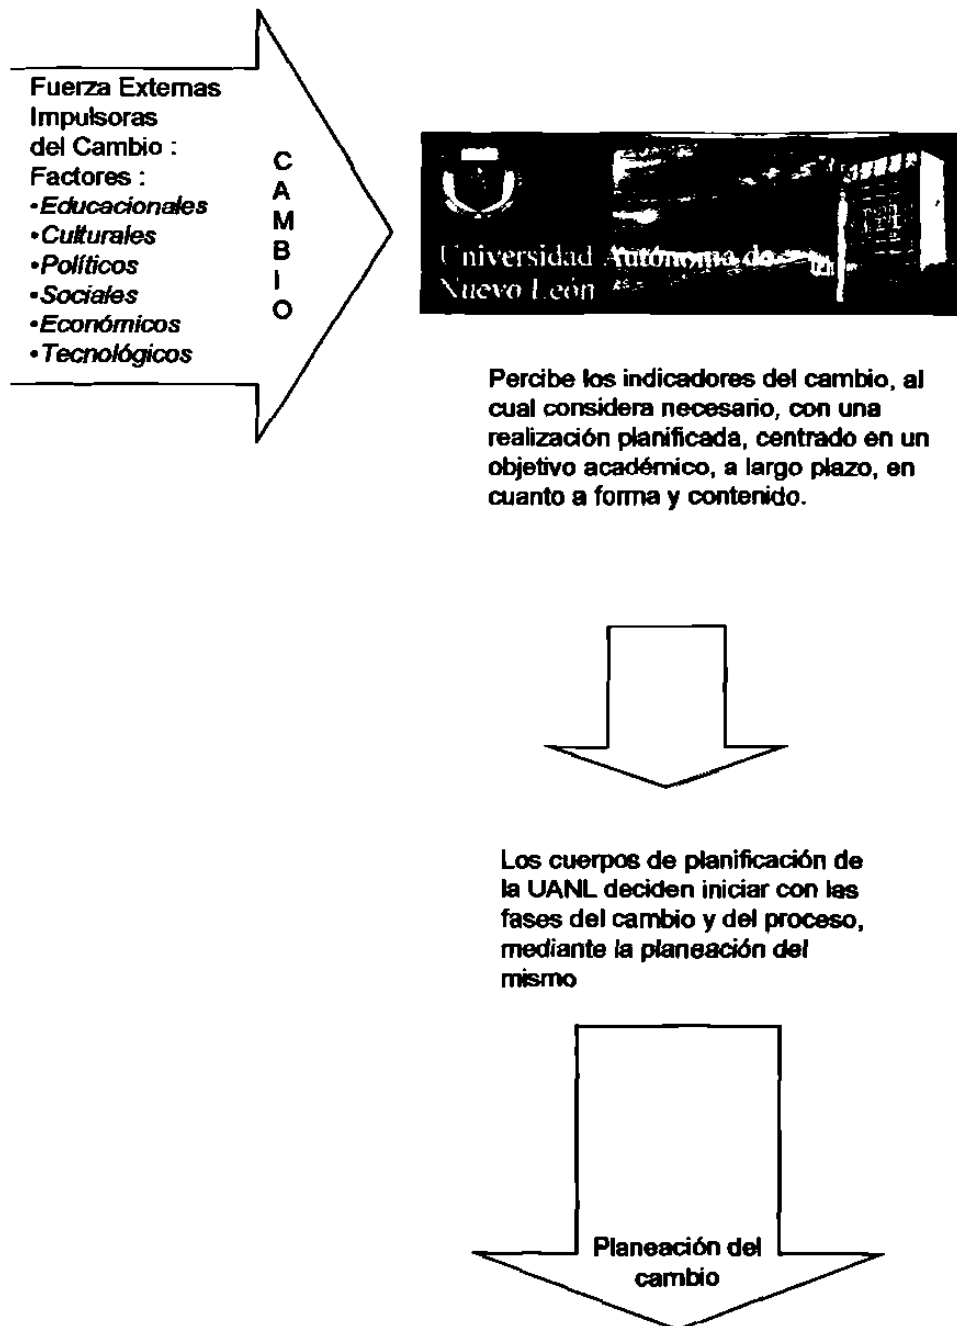 Fuerza Externas
Impulsoras
del Cambio :
Factores :
•Educacionales
•Culturales
•Políticos
•Sociales
•Económicos
•Tecnológicos
C
A
M
B
I
O
Universidad Autónoma de
Nuevo León
Percibe los indicadores del cambio, al
cual considera necesario, con una
realización planificada, centrado en un
objetivo académico, a largo plazo, en
cuanto a forma y contenido.
Los cuerpos de planificación de
la UANL deciden iniciar con las
fases del cambio y del proceso,
mediante la planeación del
mismo
Planeación del
cambio